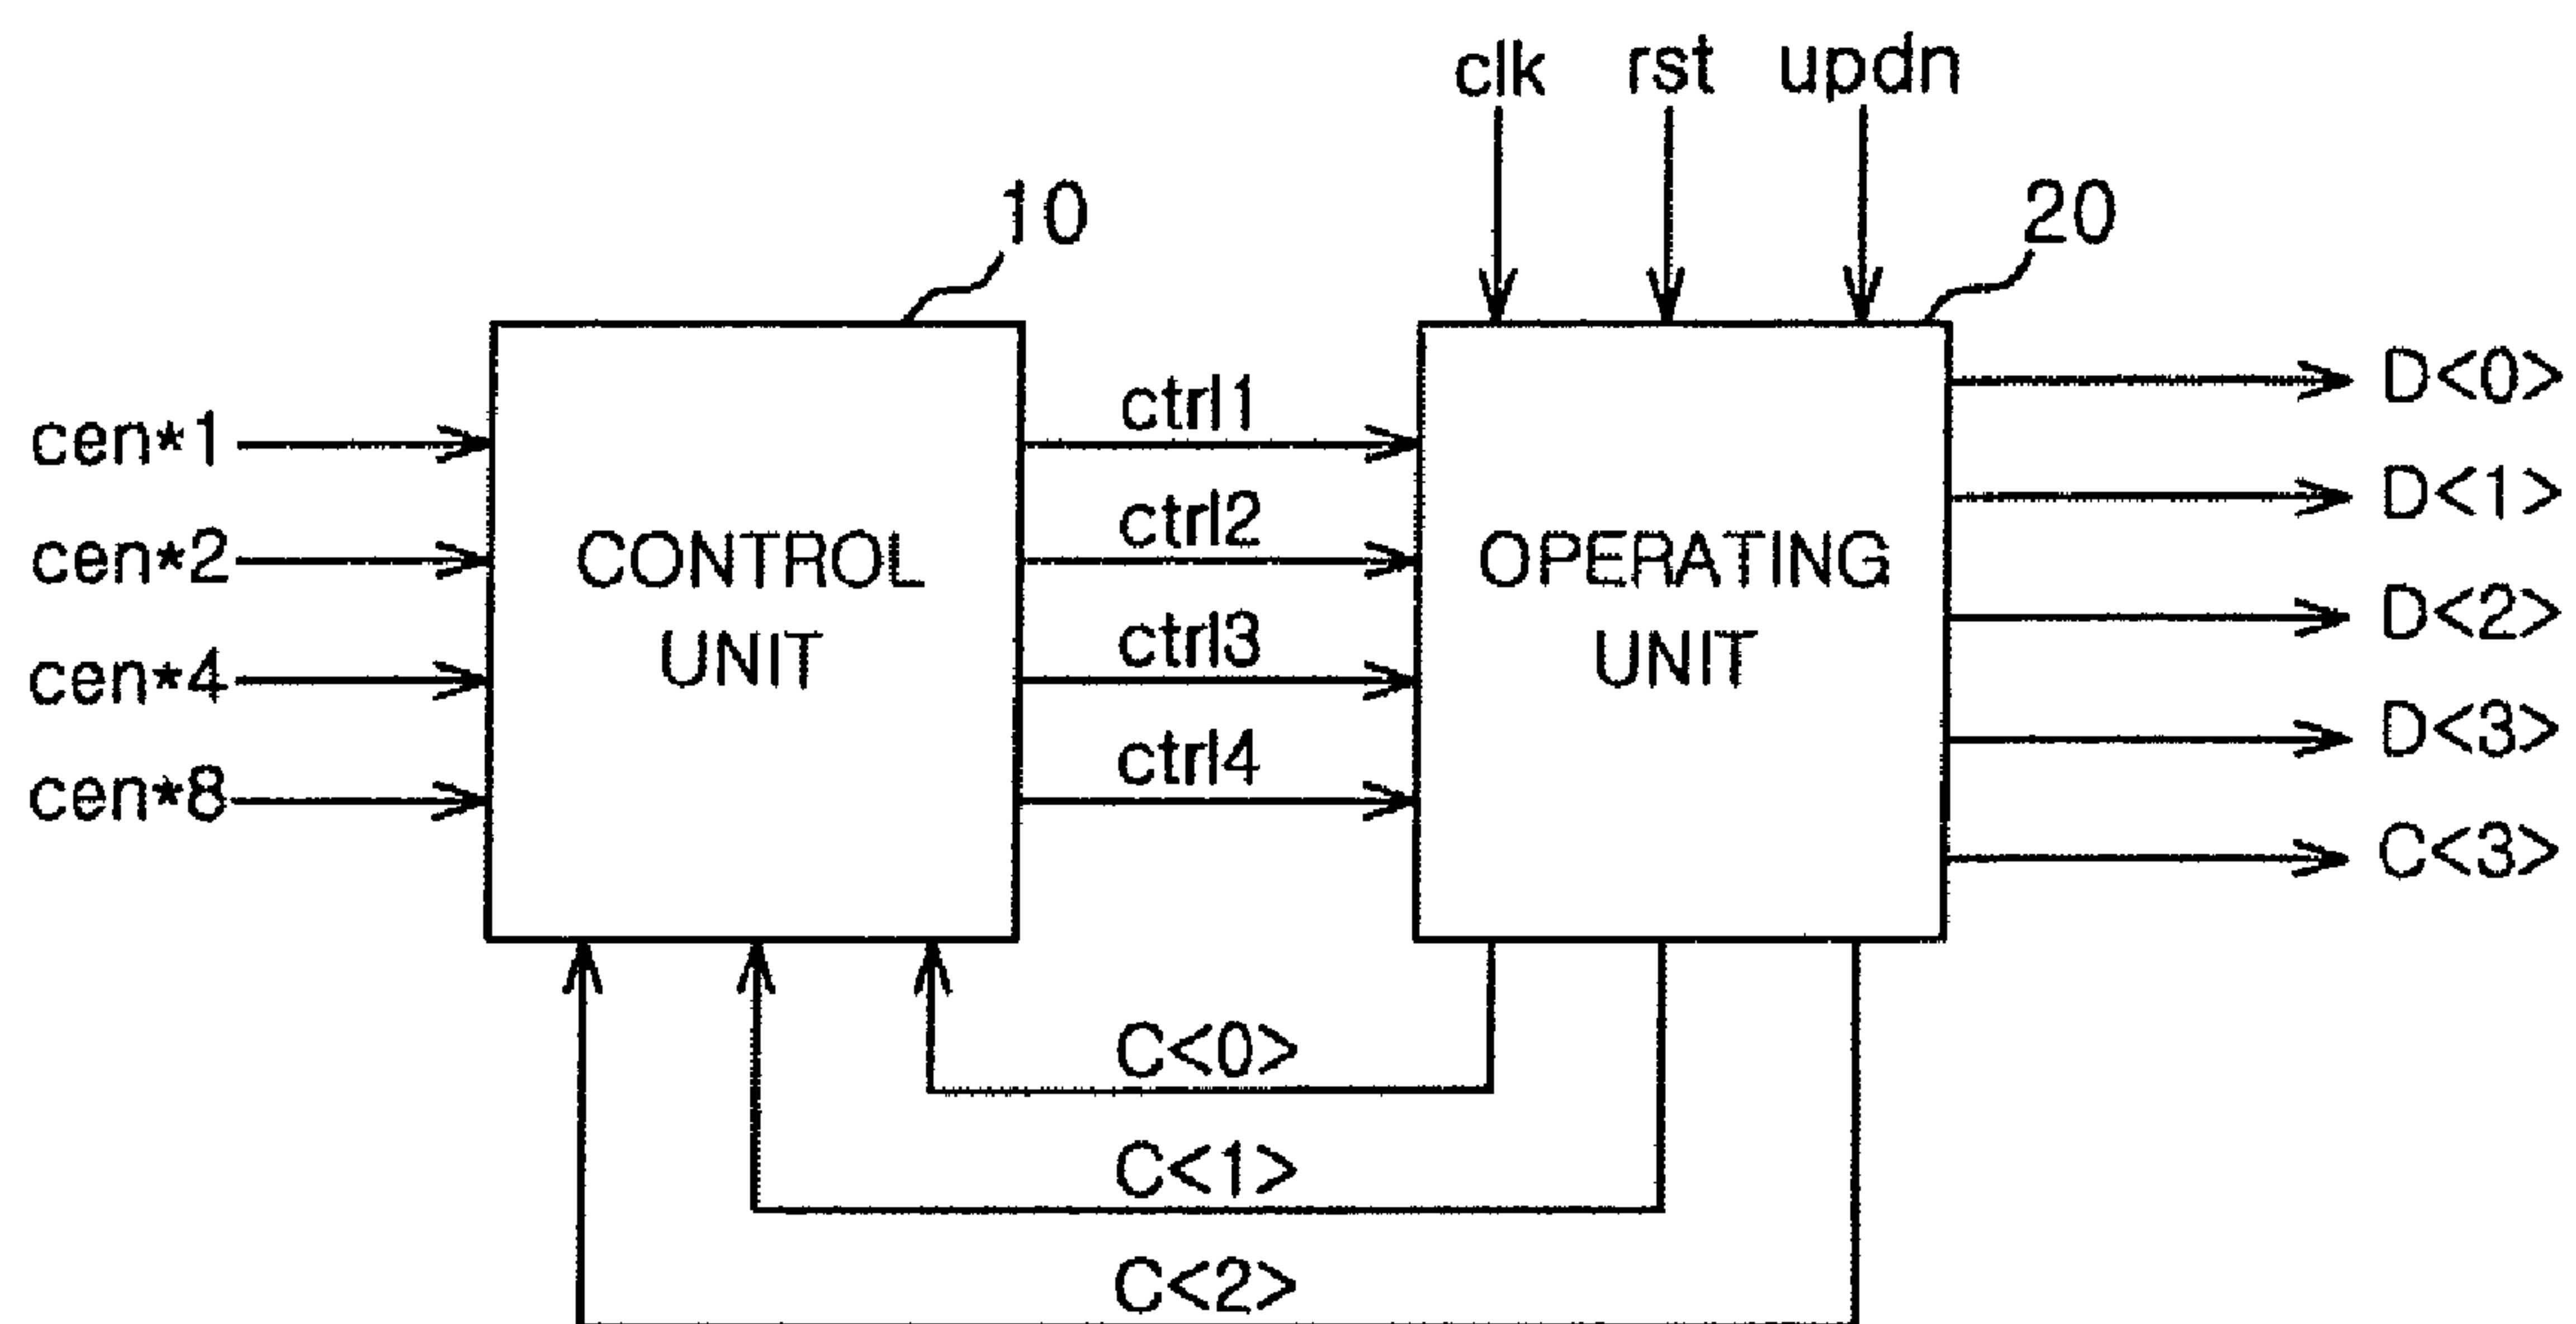 clk rst updn
10
20
cen*1
cen*2
cen*4
cen*8
CONTROL
UNIT
ctrl1
ctrl2
ctrl3
ctrl4
OPERATING
UNIT
D<0>
D<1>
D<2>
D<3>
C<3>
C<0>
C<1>
C<2>